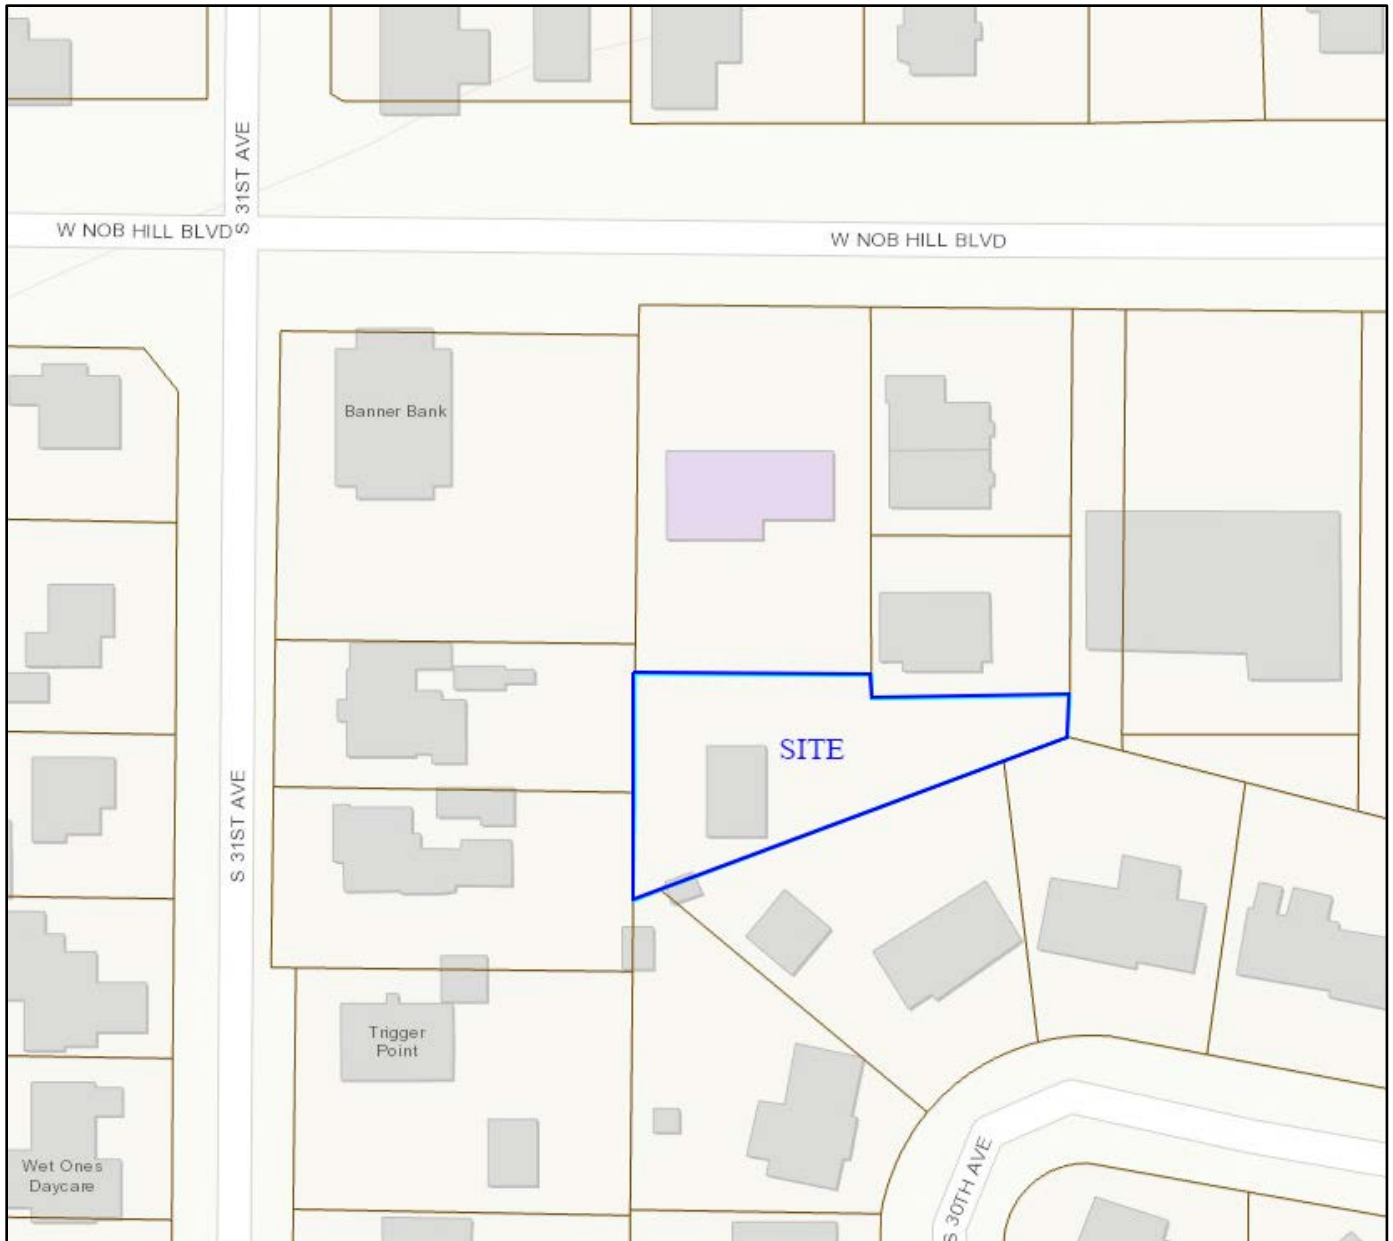 S 31ST AVE
W NOB HILL BLVD
W NOB HILL BLVD
Banner Bank
SITE
S 31ST AVE
Trigger
Point
Wet Ones
Daycare
S 30TH AVE